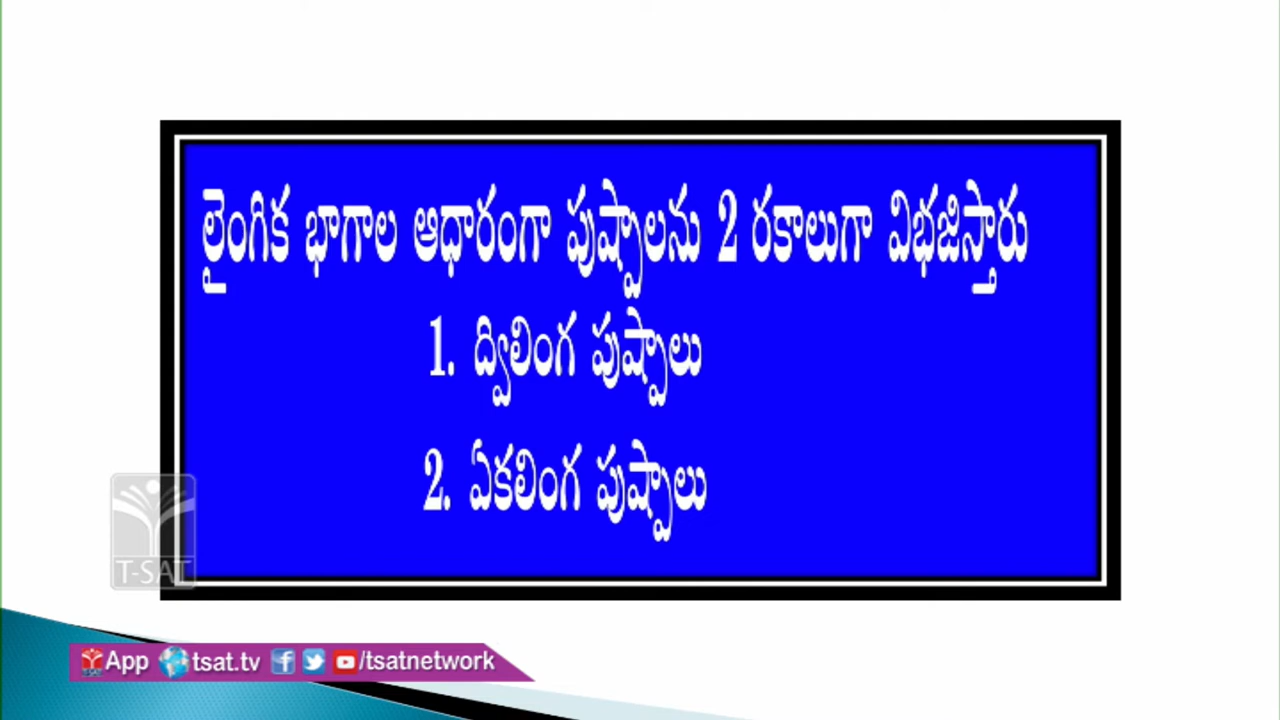 లైంగిక భాగాల ఆధారంగా పుష్పాలను 2 రకాలుగా విభజిస్తారు
1. ద్విలింగ పుష్పాలు
2. ఏకలింగ పుష్పాలు
T-SAT
App tsat.tv /tsatnetwork